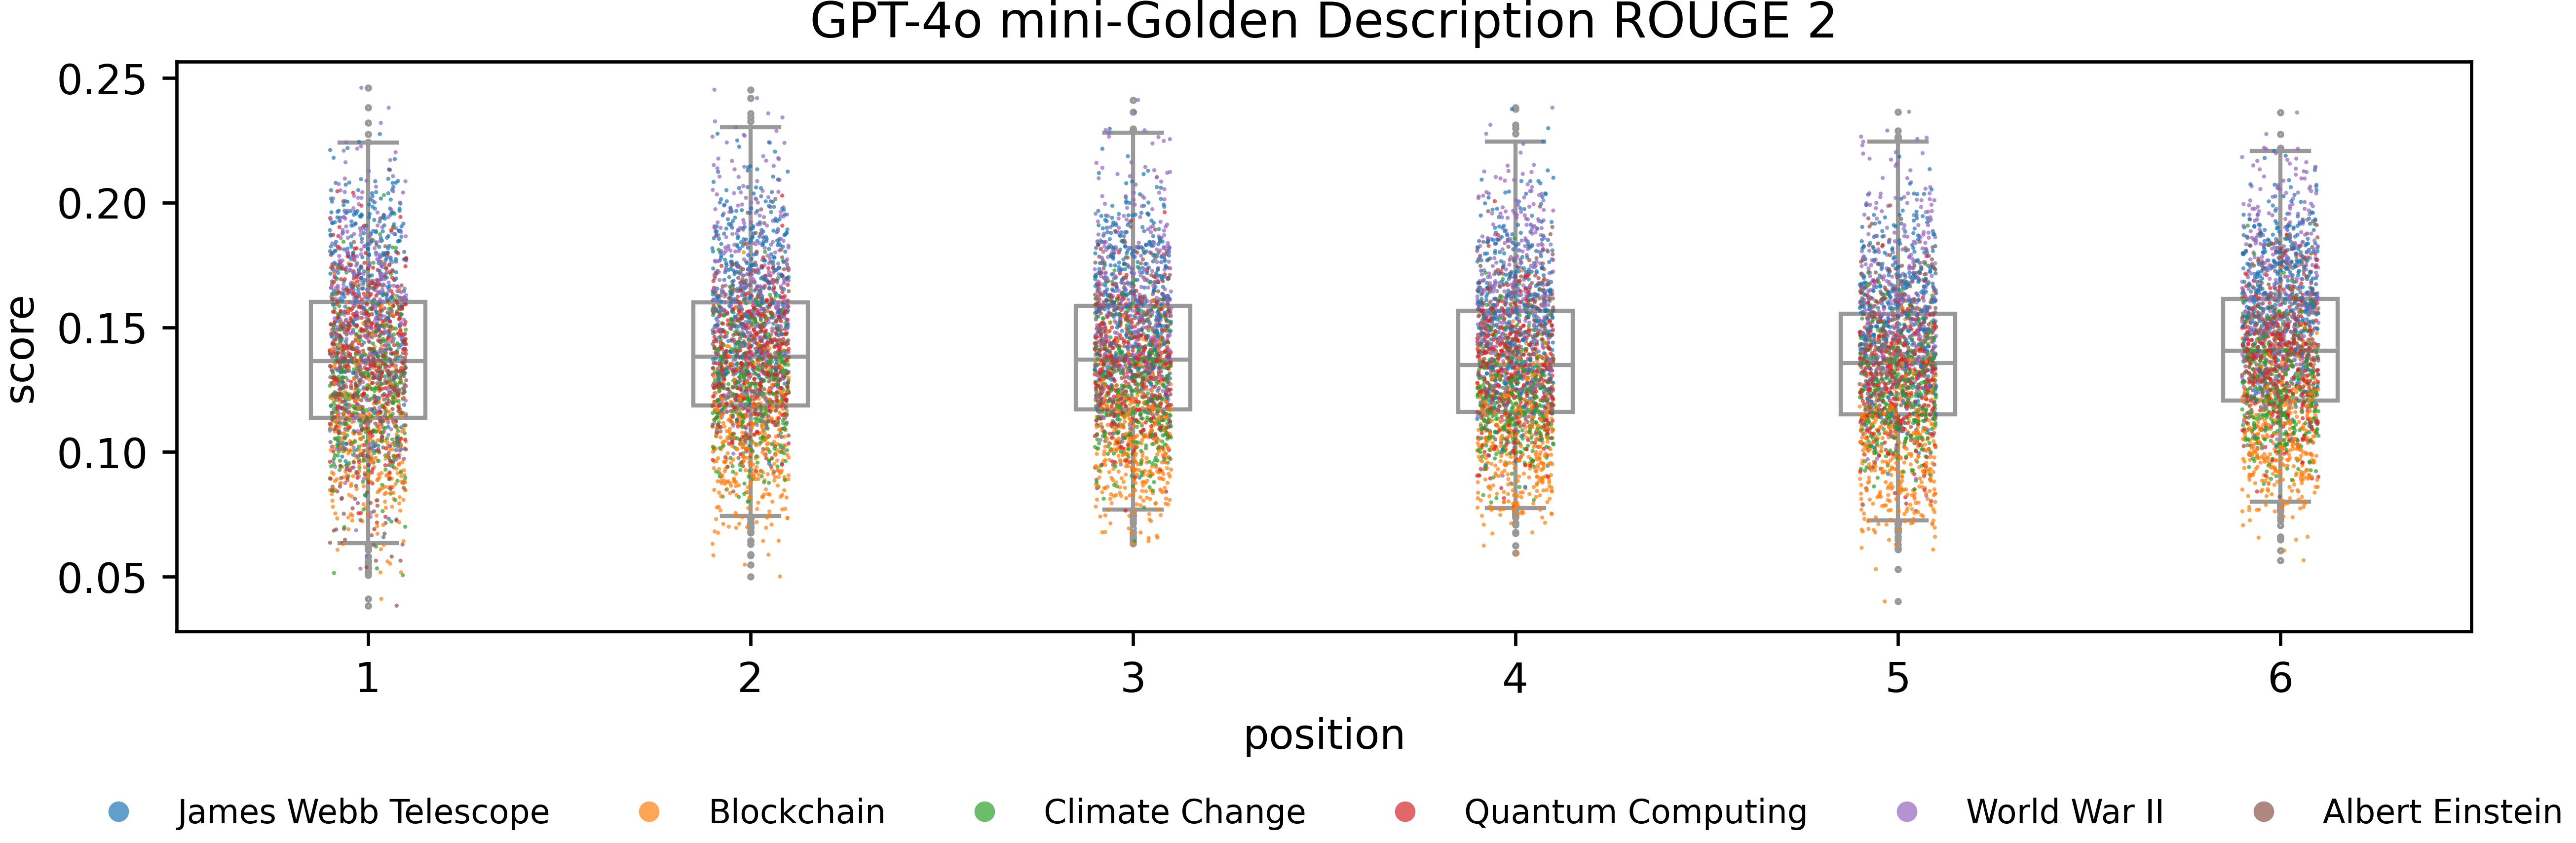 GPT-4o mini-Golden Description ROUGE 2
score
0.25
0.20
0.15
0.10
0.05
1 2 3 4 5 6
position
James Webb Telescope Blockchain Climate Change Quantum Computing World War II Albert Einstein